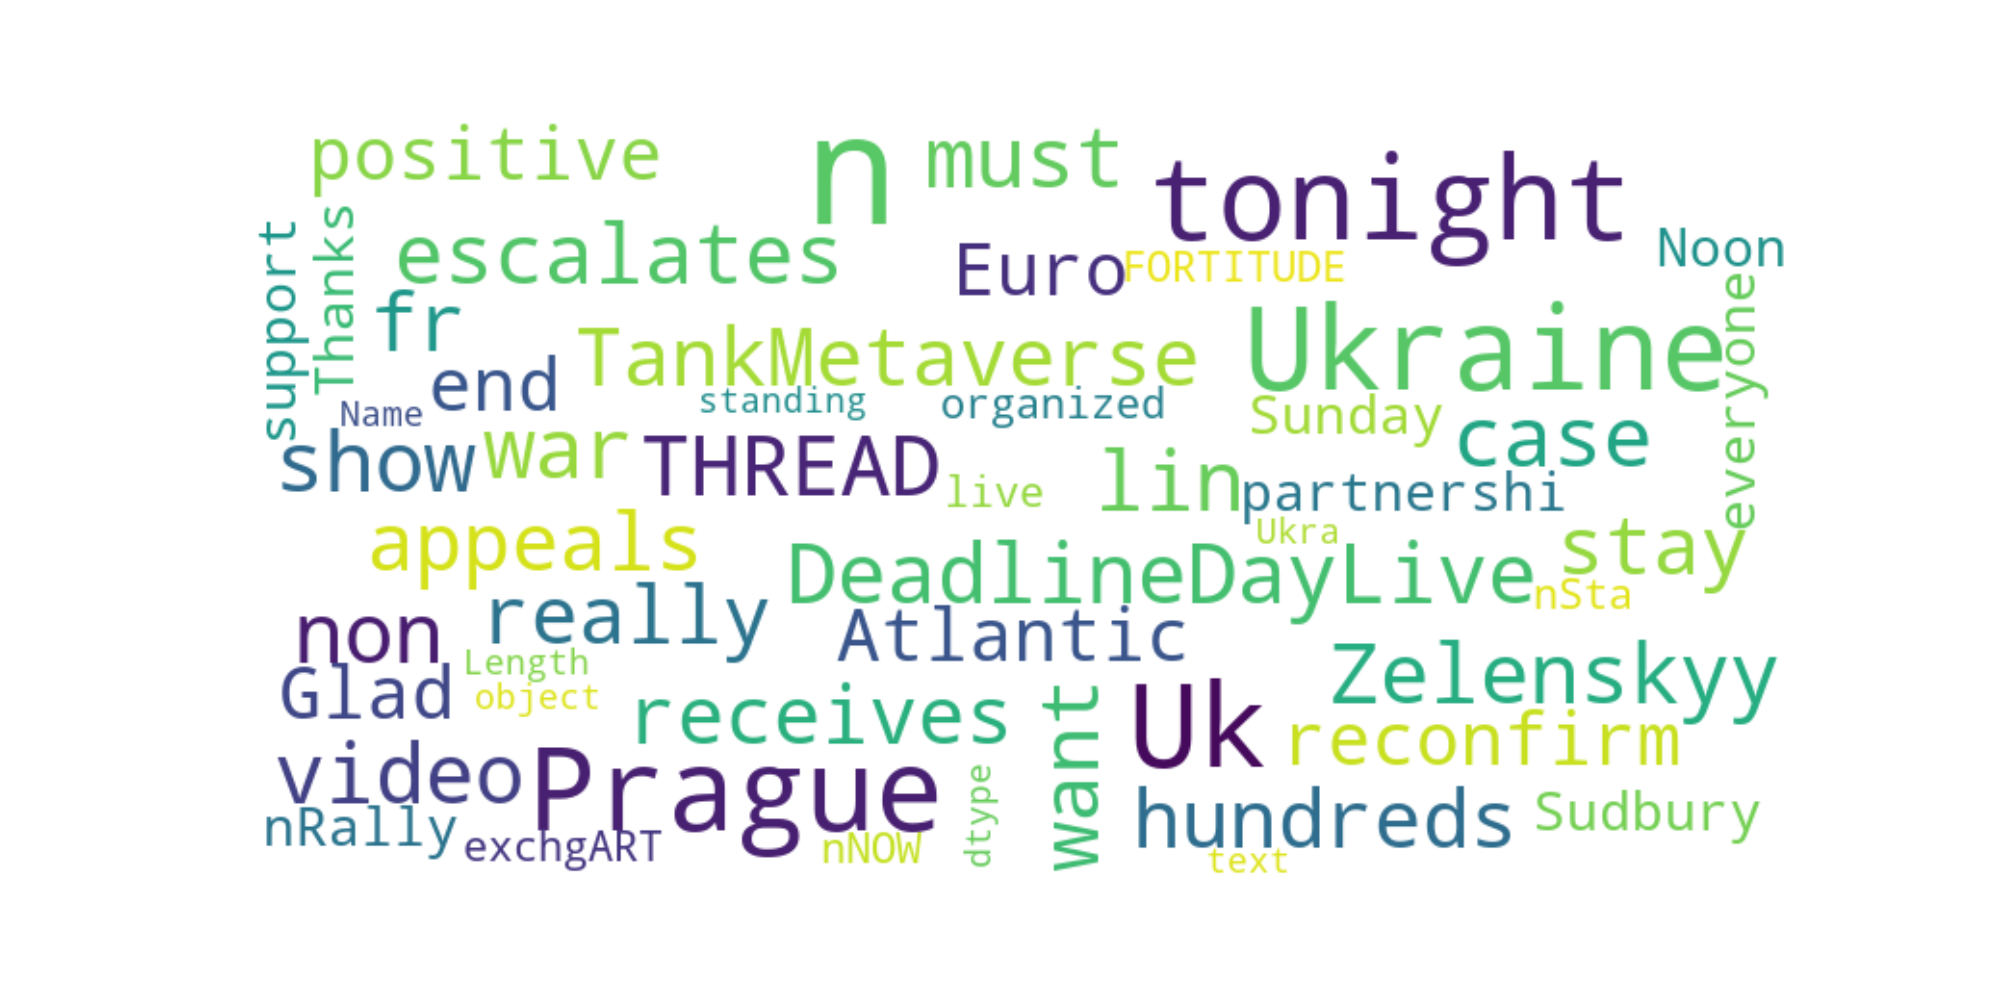 positive
n
must
tonight
support
Thanks
escalates
Euro
FORTITUDE
Noon
fr
TankMetaverse
Ukraine
everyone
end
Name
standing
organized
Sunday
case
show
war
THREAD
live
lin
partnershi
appeals
Ukra
stay
DeadlineDayLive
nSta
non
really
Atlantic
Length
Glad
object
receives
want
Uk
Zelenskyy
reconfirm
video
Prague
dtype
hundreds
Sudbury
nRally
exchgART
nNOW
text